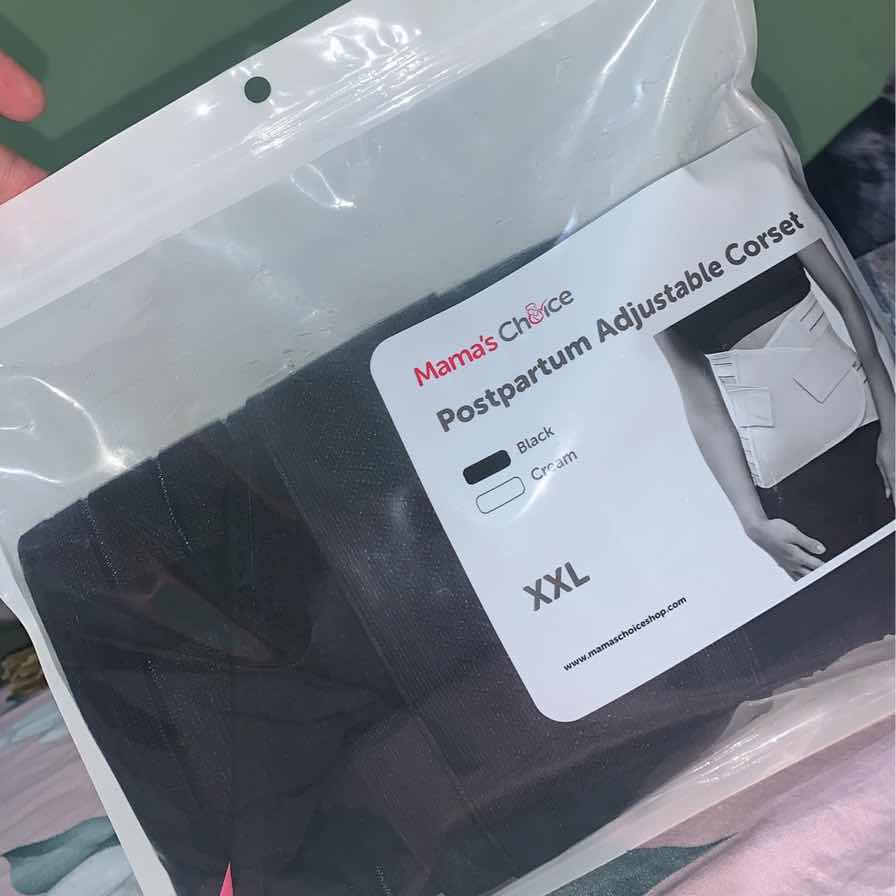 Mama's Choice
Postpartum Adjustable Corset
Black
Cream
XXL
www.mamaschoiceshop.com